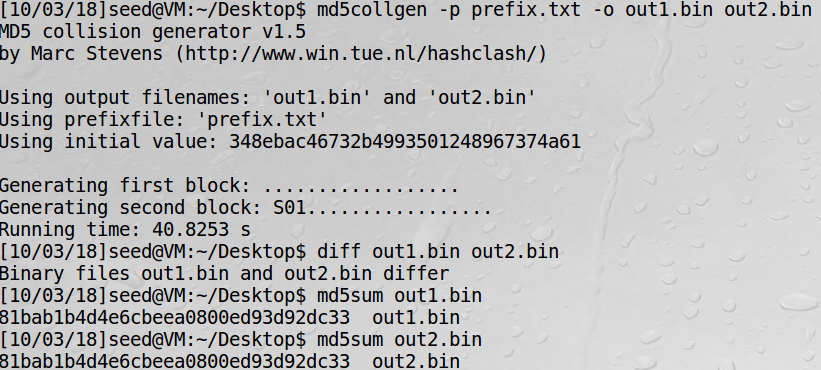 [10/03/18]seed@VM:~/Desktop$ md5collgen -p prefix.txt -o out1.bin out2.bin
MD5 collision generator v1.5
by Marc Stevens (http://www.win.tue.nl/hashclash/)
Using output filenames: 'out1.bin' and 'out2.bin'
Using prefixfile: 'prefix.txt'
Using initial value: 348ebac46732b4993501248967374a61
Generating first block: ..................
Generating second block: S01.................
Running time: 40.8253 s
[10/03/18]seed@VM:~/Desktop$ diff out1.bin out2.bin
Binary files out1.bin and out2.bin differ
[10/03/18]seed@VM:~/Desktop$ md5sum out1.bin
81bab1b4d4e6cbeea0800ed93d92dc33  out1.bin
[10/03/18]seed@VM:~/Desktop$ md5sum out2.bin
81bab1b4d4e6cbeea0800ed93d92dc33  out2.bin